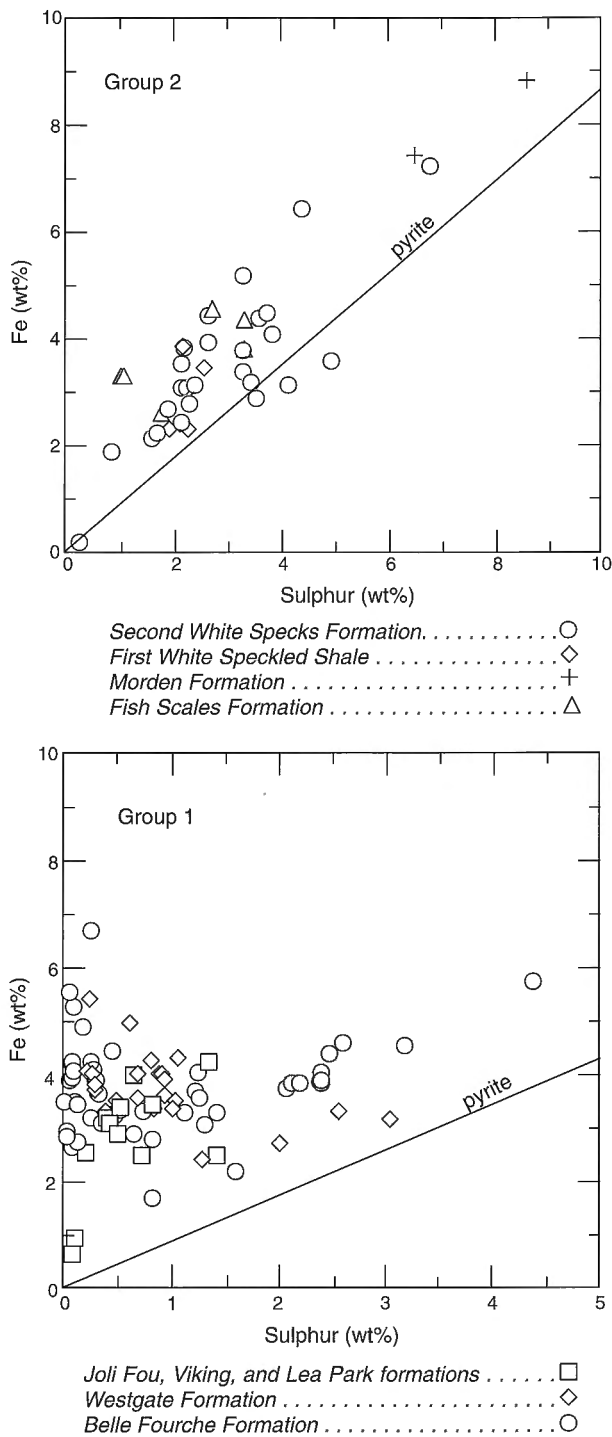 10
8
6
4
2
0
Group 2
Fe (wt%)
pyrite
0 2 4 6 8 10
Sulphur (wt%)
Second White Specks Formation. . . . . . . . . . . . ○
First White Speckled Shale . . . . . . . . . . . . . . . . ◇
Morden Formation . . . . . . . . . . . . . . . . . . . . . . +
Fish Scales Formation . . . . . . . . . . . . . . . . . . . △
10
8
6
4
2
0
Group 1
Fe (wt%)
pyrite
0 1 2 3 4 5
Sulphur (wt%)
Joli Fou, Viking, and Lea Park formations . . . . . . □
Westgate Formation . . . . . . . . . . . . . . . . . . . . . . ◇
Belle Fourche Formation . . . . . . . . . . . . . . . . . . . ○